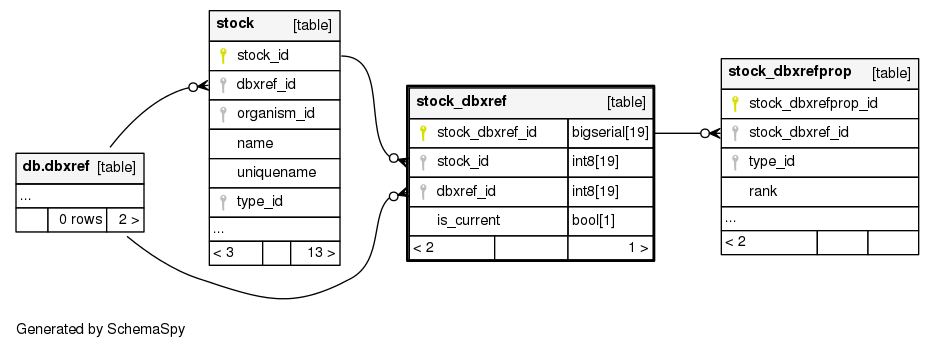 stock [table]
stock_id
dbxref_id
organism_id
name
uniquename
type_id
...
< 3 13 >
db.dbxref [table]
...
0 rows 2 >
stock_dbxref [table]
stock_dbxref_id bigserial[19]
stock_id int8[19]
dbxref_id int8[19]
is_current bool[1]
< 2 1 >
stock_dbxrefprop [table]
stock_dbxrefprop_id
stock_dbxref_id
type_id
rank
...
< 2
Generated by SchemaSpy